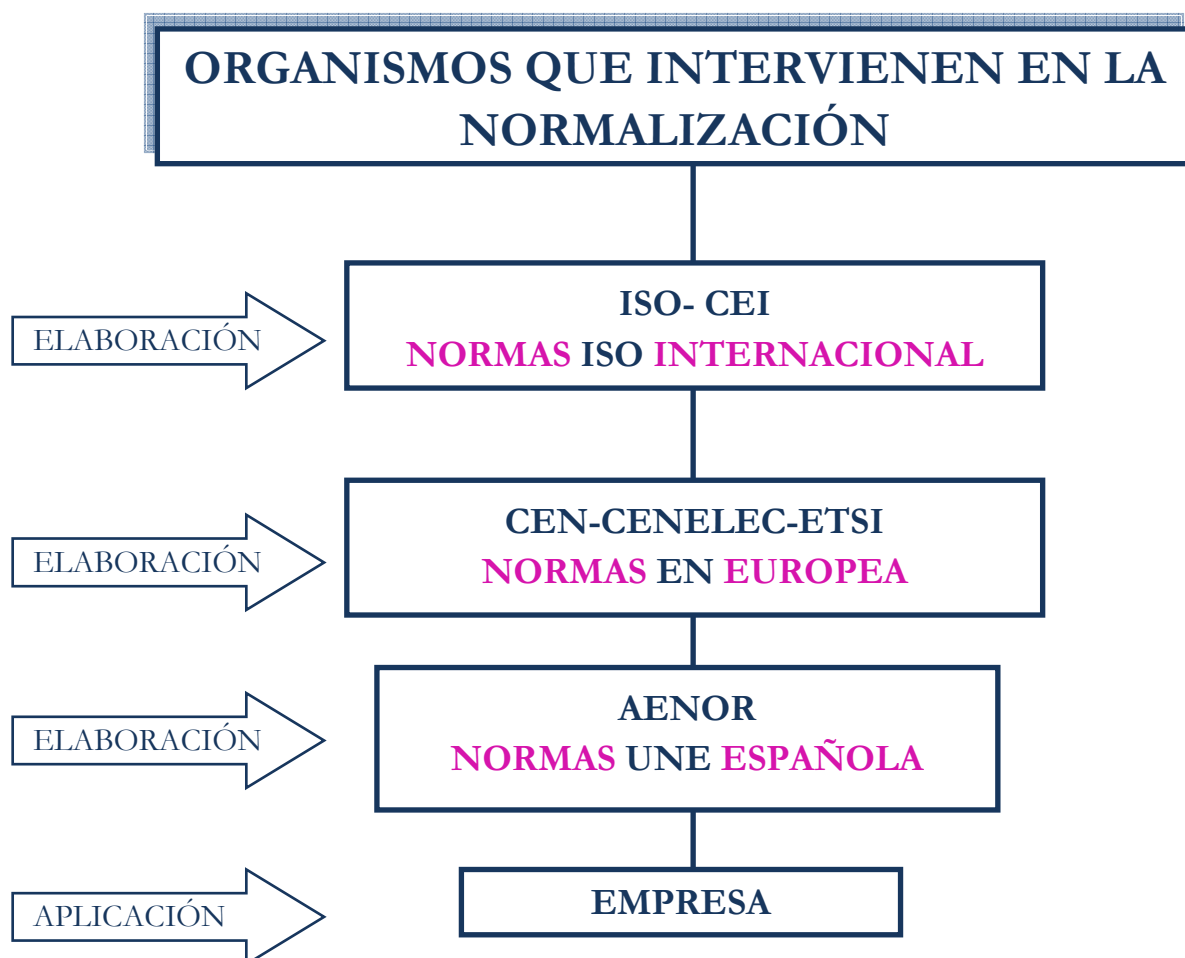 ORGANISMOS QUE INTERVIENEN EN LA
NORMALIZACIÓN
ISO- CEI
ELABORACIÓN
NORMAS ISO INTERNACIONAL
CEN-CENELEC-ETSI
ELABORACIÓN
NORMAS EN EUROPEA
AENOR
ELABORACIÓN
NORMAS UNE ESPAÑOLA
EMPRESA
APLICACIÓN